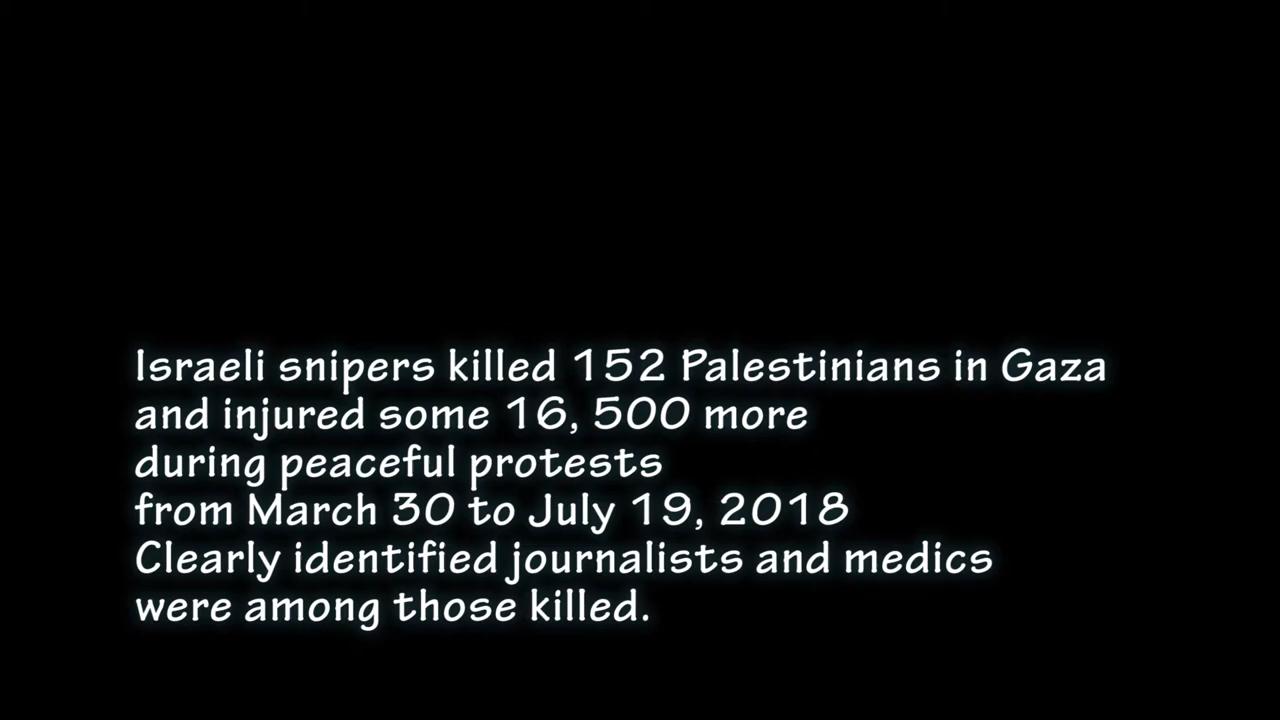 Israeli snipers killed 152 Palestinians in Gaza
and injured some 16, 500 more
during peaceful protests
from March 30 to July 19, 2018
Clearly identified journalists and medics
were among those killed.